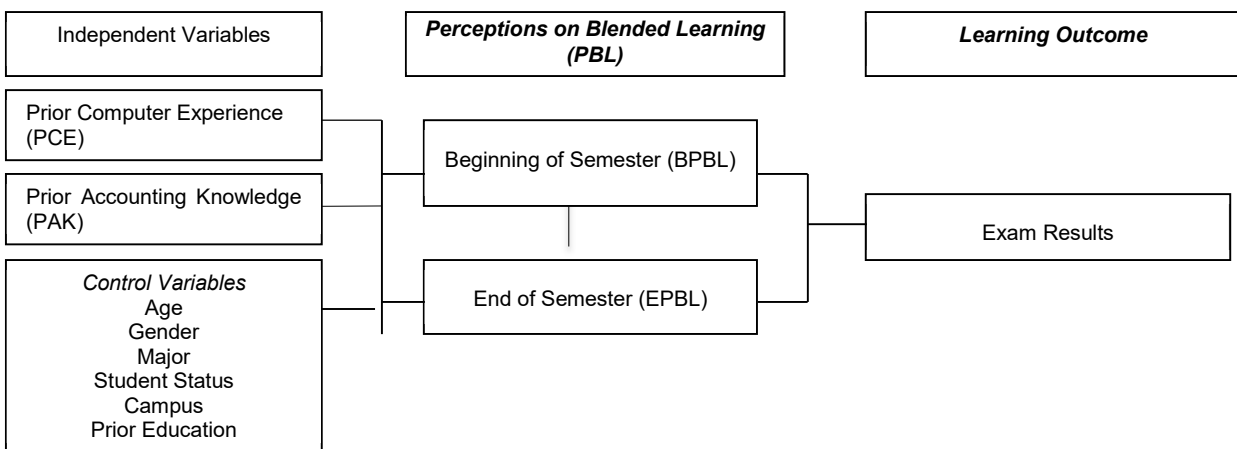 Independent Variables
Perceptions on Blended Learning
(PBL)
Learning Outcome
Prior Computer Experience
(PCE)
Prior Accounting Knowledge
(PAK)
Control Variables
Age
Gender
Major
Student Status
Campus
Prior Education
Beginning of Semester (BPBL)
End of Semester (EPBL)
Exam Results